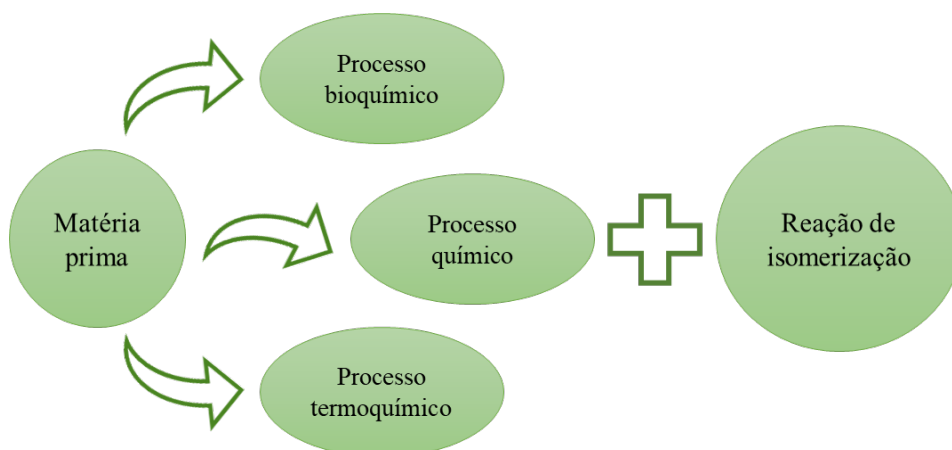 Processo
bioquímico
Matéria
prima
Processo
químico
Reação de
isomerização
Processo
termoquímico